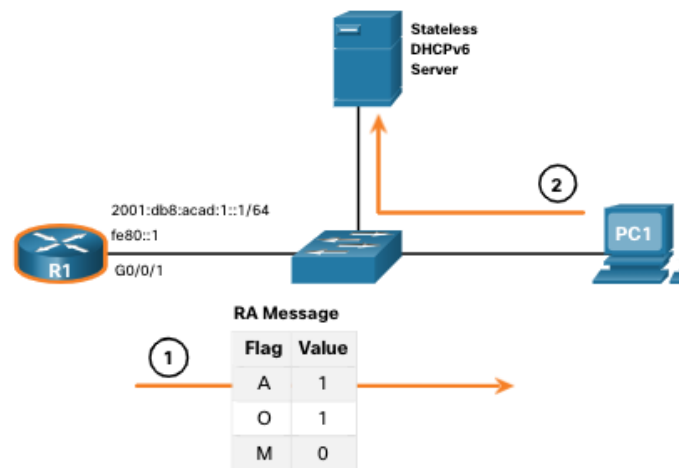 Stateless
DHCPv6
Server
2
2001:db8:acad:1::1/64
fe80::1
R1
G0/0/1
PC1
RA Message
1
Flag Value
A 1
O 1
M 0